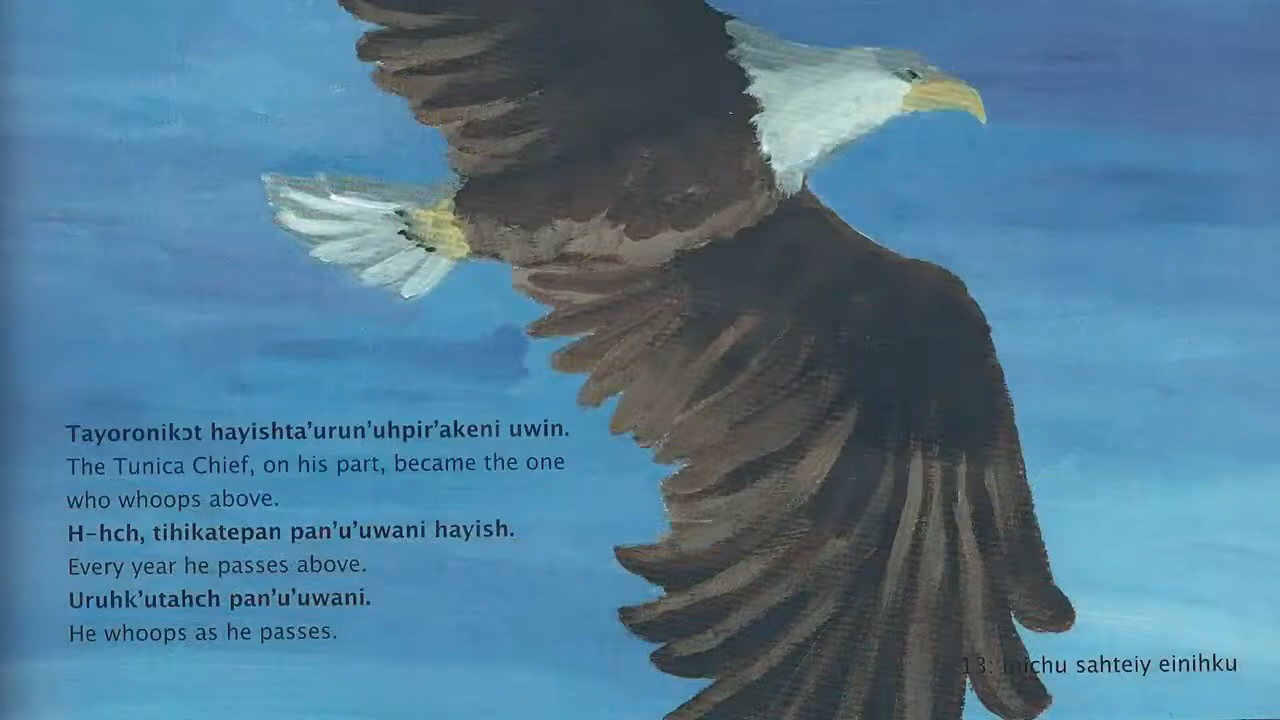 Tayoronikɔt hayishta’urun’uhpir’akeni uwin.
The Tunica Chief, on his part, became the one
who whoops above.
H-hch, tihikatepan pan’u’uwani hayish.
Every year he passes above.
Uruhk’utahch pan’u’uwani.
He whoops as he passes.
13: michu sahteiy einihku